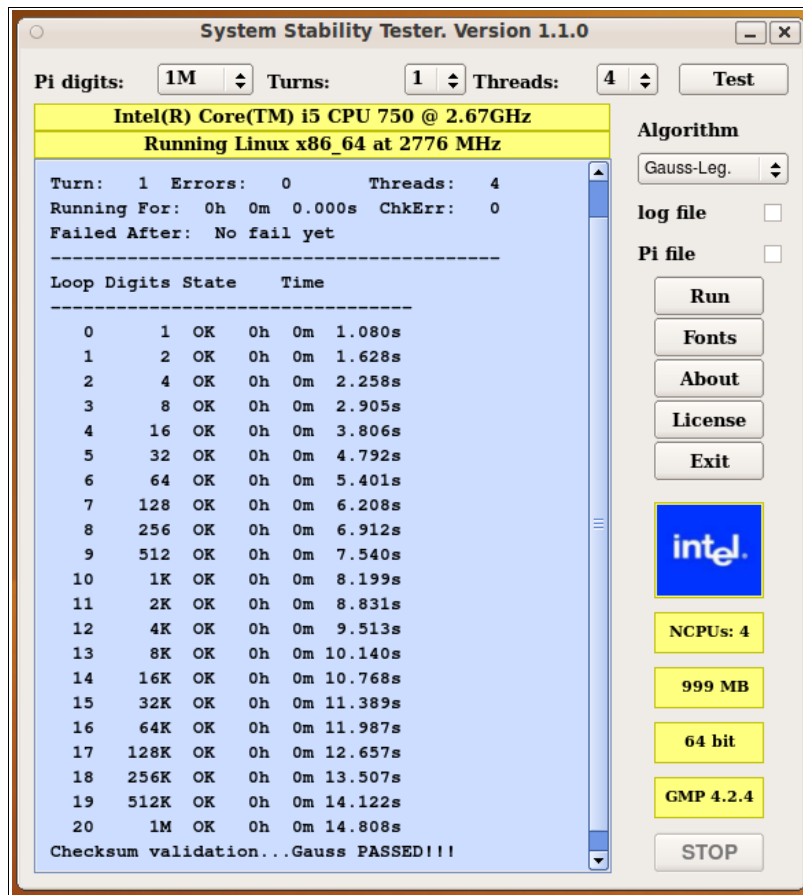 System Stability Tester. Version 1.1.0
Pi digits: 1M Turns: 1 Threads: 4 Test
Intel(R) Core(TM) i5 CPU 750 @ 2.67GHz
Running Linux x86_64 at 2776 MHz
Turn: 1 Errors: 0 Threads: 4
Running For: 0h 0m 0.000s ChkErr: 0
Failed After: No fail yet
-----------------------------------------
Loop Digits State Time
---------------------------------
0 1 OK 0h 0m 1.080s
1 2 OK 0h 0m 1.628s
2 4 OK 0h 0m 2.258s
3 8 OK 0h 0m 2.905s
4 16 OK 0h 0m 3.806s
5 32 OK 0h 0m 4.792s
6 64 OK 0h 0m 5.401s
7 128 OK 0h 0m 6.208s
8 256 OK 0h 0m 6.912s
9 512 OK 0h 0m 7.540s
10 1K OK 0h 0m 8.199s
11 2K OK 0h 0m 8.831s
12 4K OK 0h 0m 9.513s
13 8K OK 0h 0m 10.140s
14 16K OK 0h 0m 10.768s
15 32K OK 0h 0m 11.389s
16 64K OK 0h 0m 11.987s
17 128K OK 0h 0m 12.657s
18 256K OK 0h 0m 13.507s
19 512K OK 0h 0m 14.122s
20 1M OK 0h 0m 14.808s
Checksum validation...Gauss PASSED!!!
Algorithm
Gauss-Leg.
log file
Pi file
Run
Fonts
About
License
Exit
intel.
NCPUs: 4
999 MB
64 bit
GMP 4.2.4
STOP